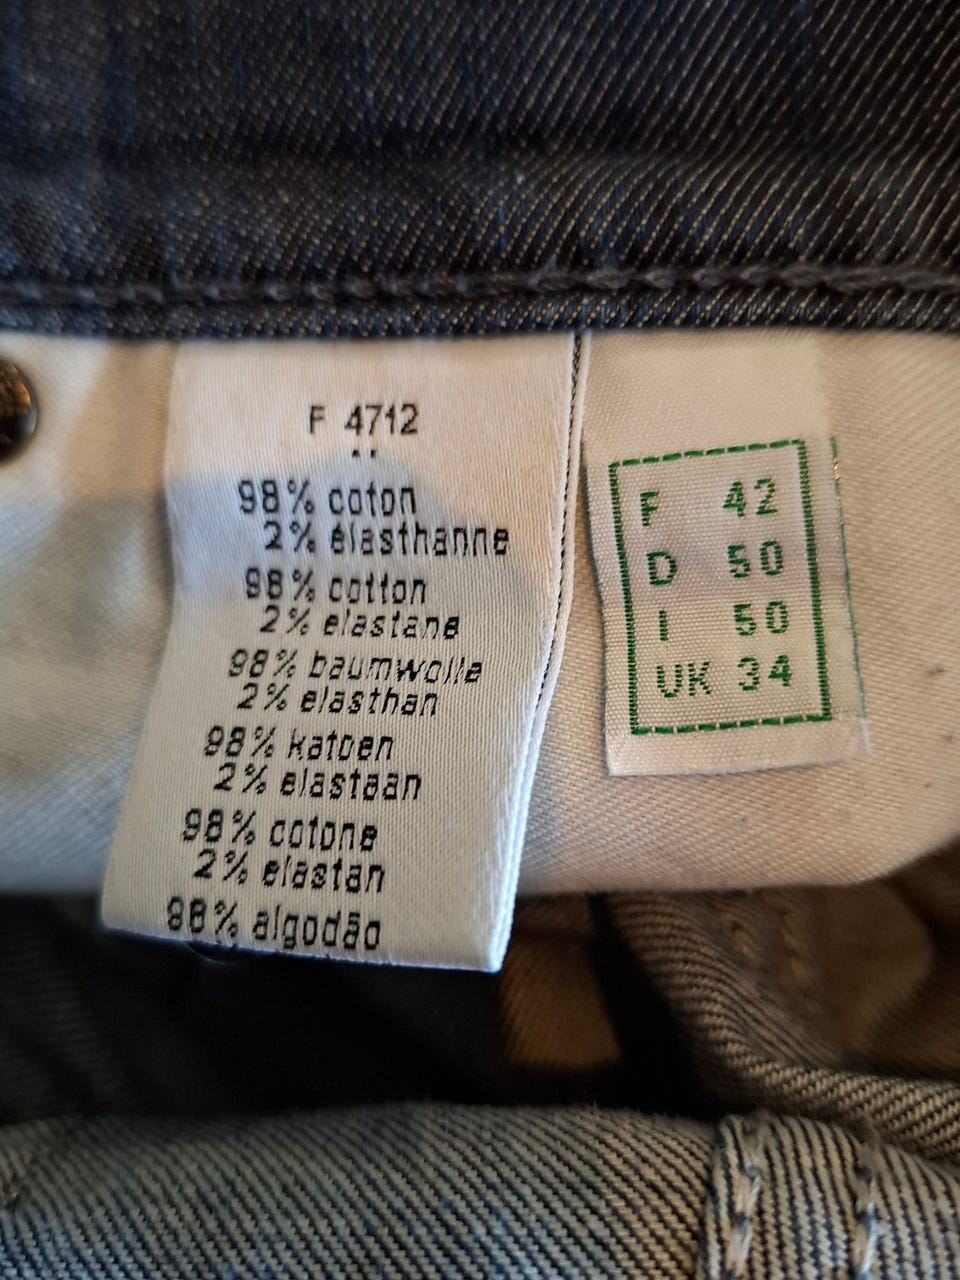 F 4712
98% coton
2% élasthanne
98% cotton
2% elastane
98% baumwolle
2% elasthan
98% katoen
2% elastaan
98% cotone
2% elastan
98% algodão
F 42
D 50
I 50
UK 34